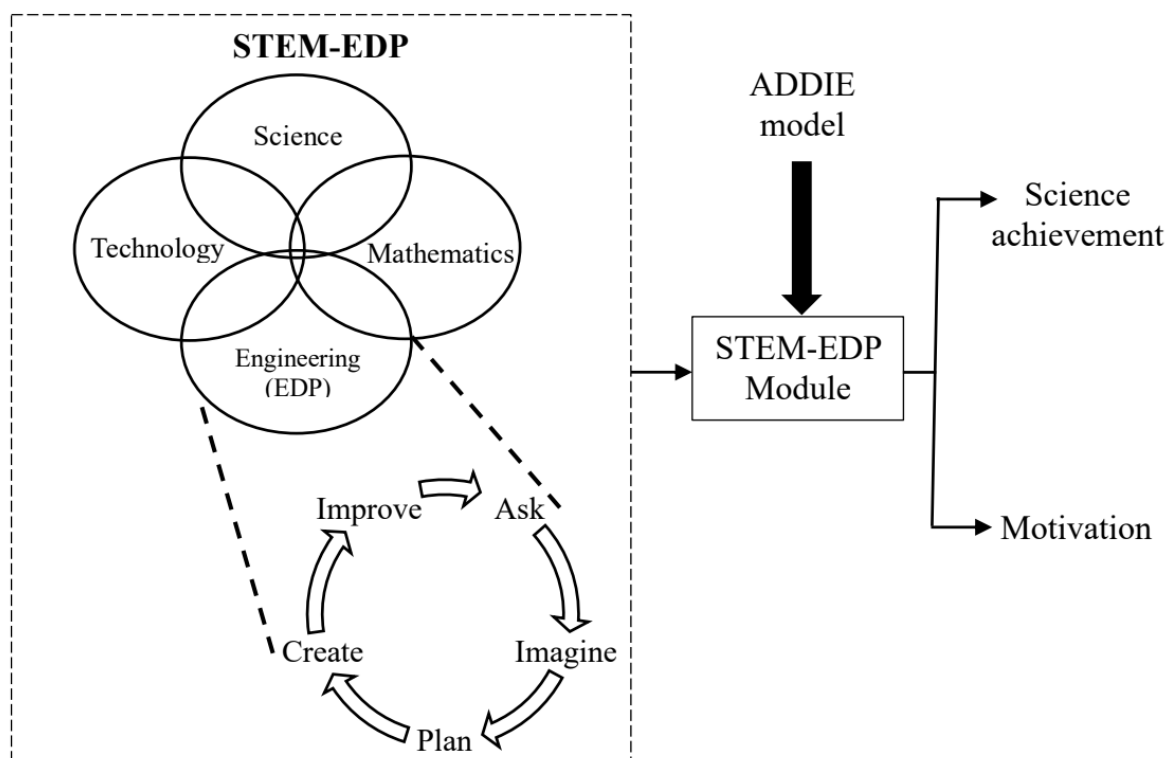 STEM-EDP
Science
Technology
Mathematics
Engineering
(EDP)
Improve
Ask
Create
Imagine
Plan
ADDIE
model
STEM-EDP
Module
Science
achievement
Motivation